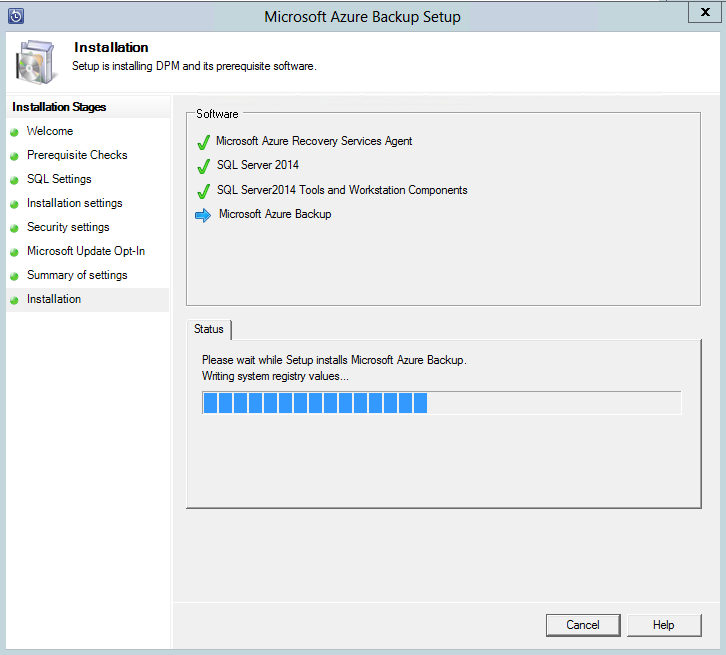 Microsoft Azure Backup Setup
x
Installation
Setup is installing DPM and its prerequisite software.
Installation Stages
Welcome
Prerequisite Checks
SQL Settings
Installation settings
Security settings
Microsoft Update Opt-In
Summary of settings
Installation
Software
Microsoft Azure Recovery Services Agent
SQL Server 2014
SQL Server2014 Tools and Workstation Components
Microsoft Azure Backup
Status
Please wait while Setup installs Microsoft Azure Backup.
Writing system registry values...
Cancel
Help